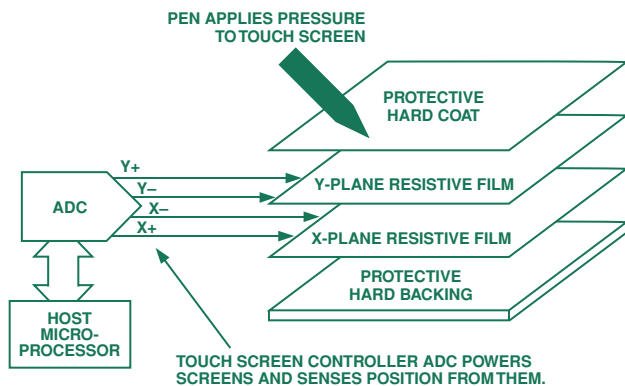 PEN APPLIES PRESSURE
TO TOUCH SCREEN
PROTECTIVE
HARD COAT
Y+
Y–
X–
X+
ADC
Y-PLANE RESISTIVE FILM
X-PLANE RESISTIVE FILM
PROTECTIVE
HARD BACKING
HOST
MICRO-
PROCESSOR
TOUCH SCREEN CONTROLLER ADC POWERS
SCREENS AND SENSES POSITION FROM THEM.